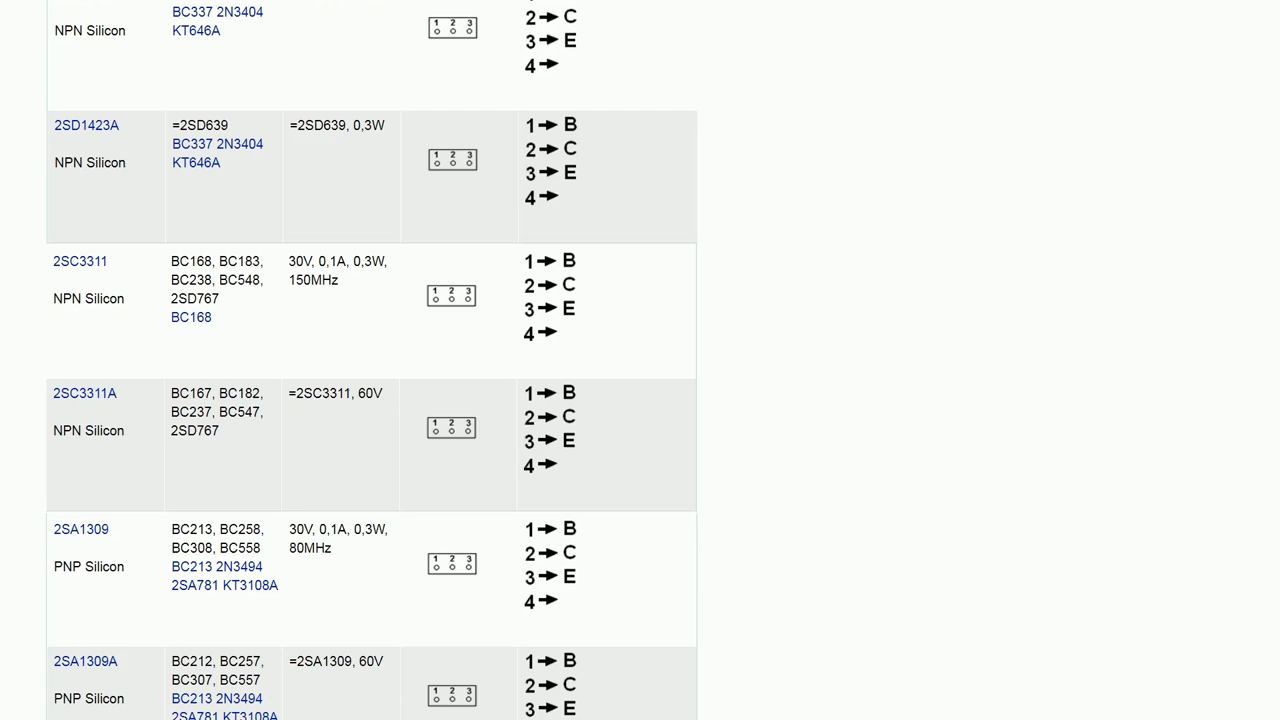 BC337 2N3404
KT646A
NPN Silicon
1 2 3
2→ C
3→ E
4→
2SD1423A
NPN Silicon
=2SD639
BC337 2N3404
KT646A
=2SD639, 0,3W
1 2 3
1→ B
2→ C
3→ E
4→
2SC3311
NPN Silicon
BC168, BC183,
BC238, BC548,
2SD767
BC168
30V, 0,1A, 0,3W,
150MHz
1 2 3
1→ B
2→ C
3→ E
4→
2SC3311A
NPN Silicon
BC167, BC182,
BC237, BC547,
2SD767
=2SC3311, 60V
1 2 3
1→ B
2→ C
3→ E
4→
2SA1309
PNP Silicon
BC213, BC258,
BC308, BC558
BC213 2N3494
2SA781 KT3108A
30V, 0,1A, 0,3W,
80MHz
1 2 3
1→ B
2→ C
3→ E
4→
2SA1309A
PNP Silicon
BC212, BC257,
BC307, BC557
BC213 2N3494
2SA781 KT3108A
=2SA1309, 60V
1 2 3
1→ B
2→ C
3→ E